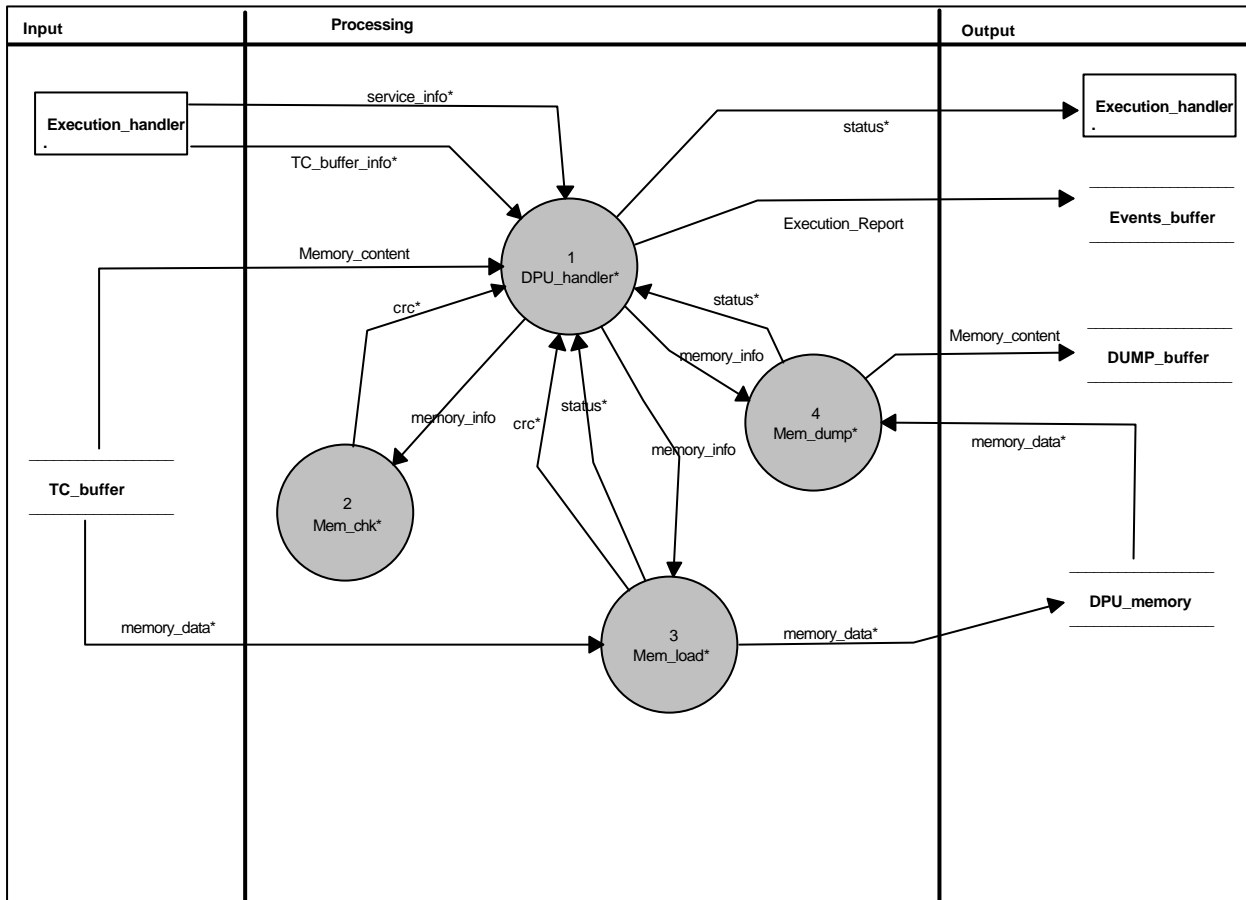 Input
Processing
Output
service_info*
Execution_handler
.
Execution_handler
.
status*
TC_buffer_info*
Events_buffer
Execution_Report
Memory_content
1
DPU_handler*
status*
crc*
Memory_content
memory_info
DUMP_buffer
memory_info
crc*
status*
4
Mem_dump*
memory_info
memory_data*
TC_buffer
2
Mem_chk*
DPU_memory
memory_data*
3
Mem_load*
memory_data*